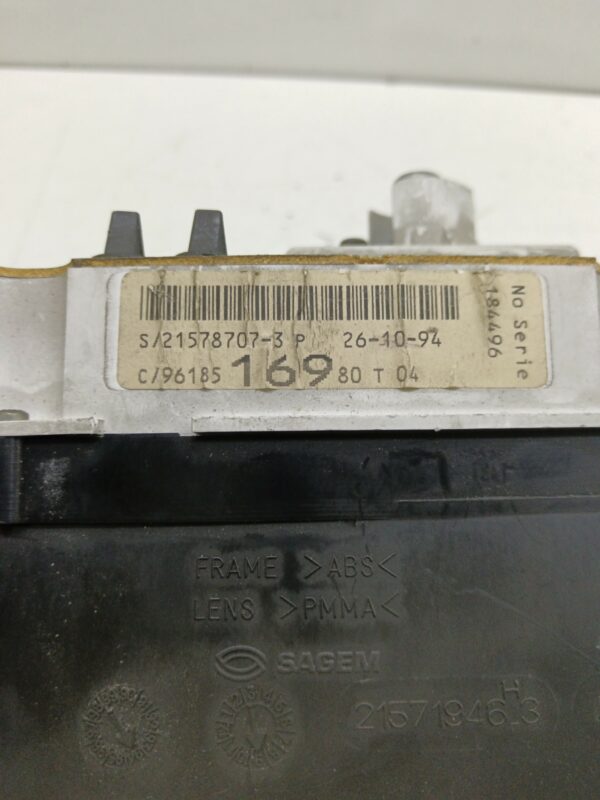 S/21578707-3 P 26-10-94
C/96185 169 80 T 04
No Serie
184496
FRAME >ABS<
LENS >PMMA<
SAGEM
21571946-3
H